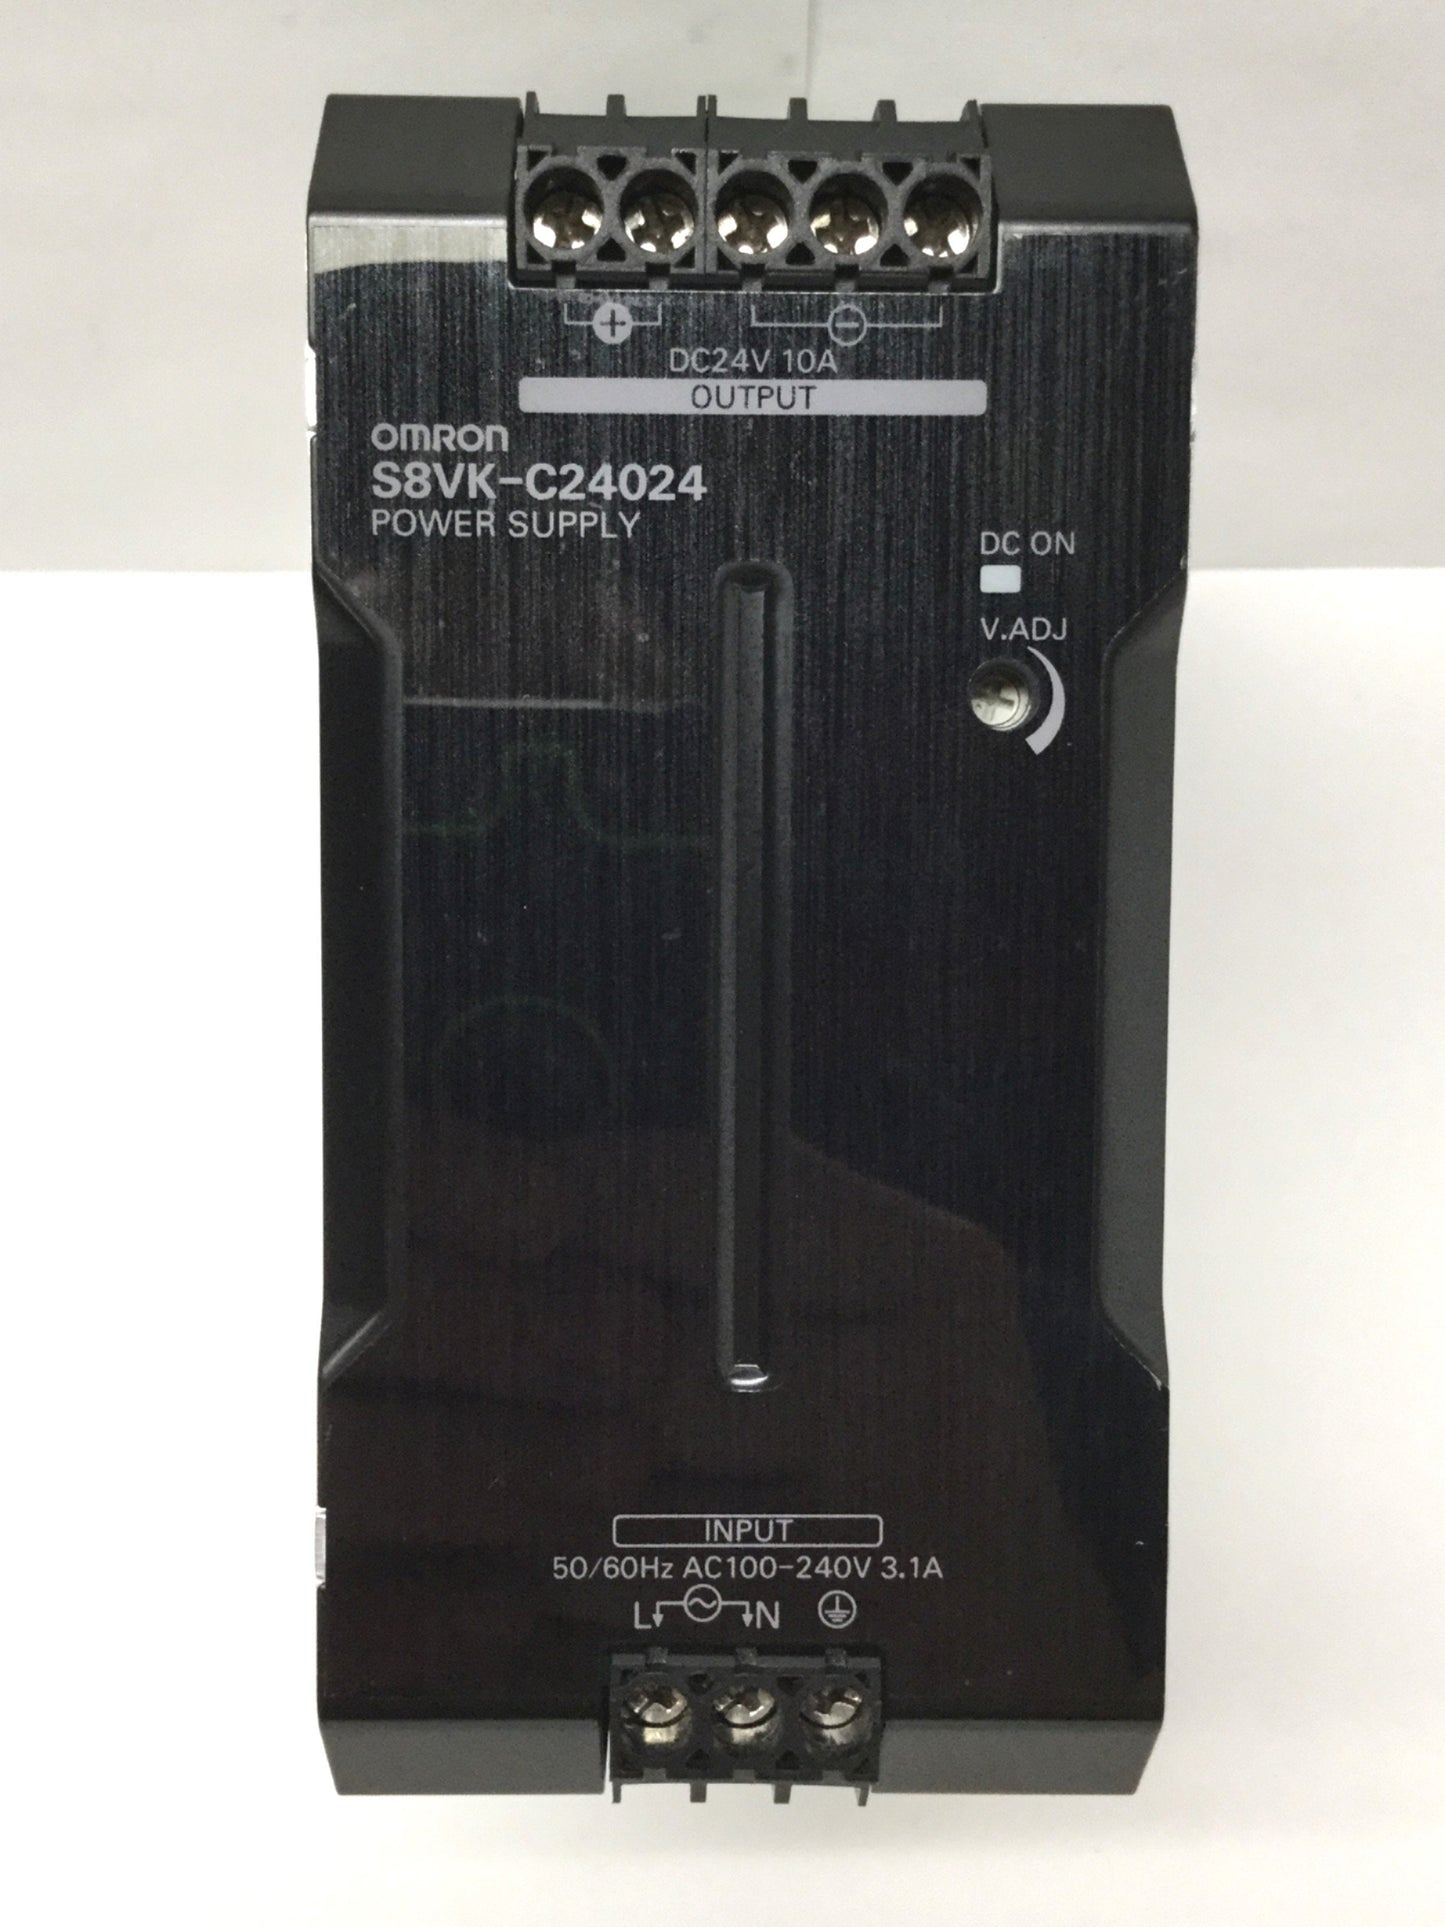 + −
DC24V 10A
OUTPUT
omron
S8VK-C24024
POWER SUPPLY
DC ON
V.ADJ
INPUT
50/60Hz AC100-240V 3.1A
L N